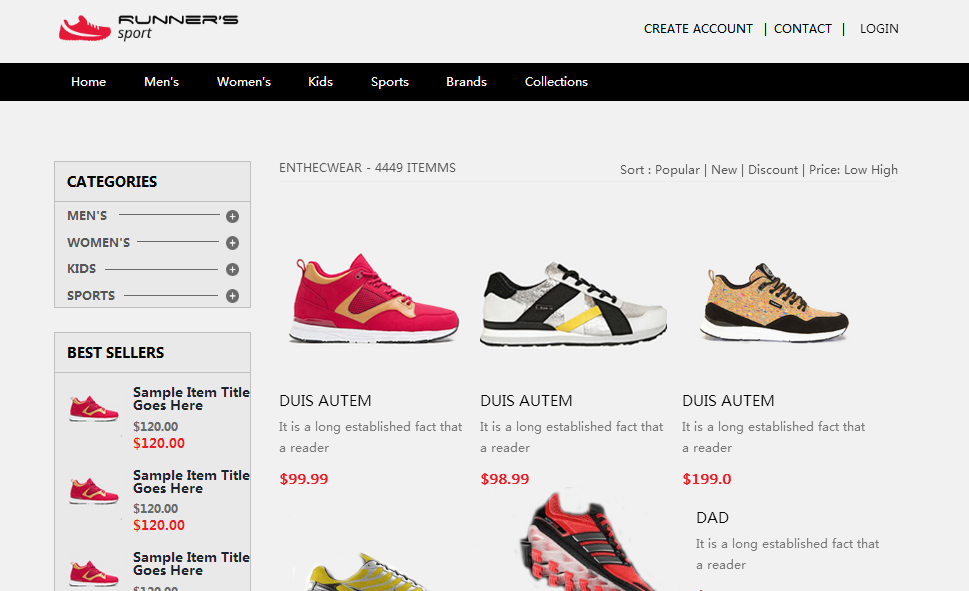 RUNNER'S
sport
CREATE ACCOUNT | CONTACT | LOGIN
Home Men's Women's Kids Sports Brands Collections
CATEGORIES
MEN'S
WOMEN'S
KIDS
SPORTS
BEST SELLERS
Sample Item Title
Goes Here
$120.00
$120.00
Sample Item Title
Goes Here
$120.00
$120.00
Sample Item Title
Goes Here
$120.00
ENTHECWEAR - 4449 ITEMMS
Sort : Popular | New | Discount | Price: Low High
DUIS AUTEM
It is a long established fact that
a reader
$99.99
DUIS AUTEM
It is a long established fact that
a reader
$98.99
DUIS AUTEM
It is a long established fact that
a reader
$199.0
DAD
It is a long established fact that
a reader